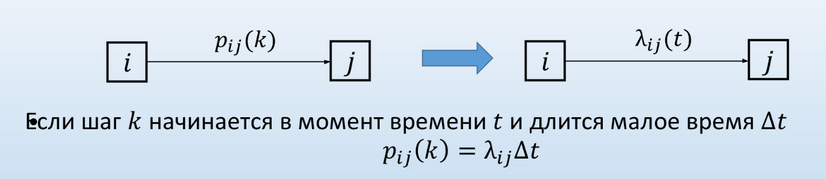 i p_{ij}(k) j i λ_{ij}(t) j
•Если шаг k начинается в момент времени t и длится малое время Δt
p_{ij}(k) = λ_{ij}Δt